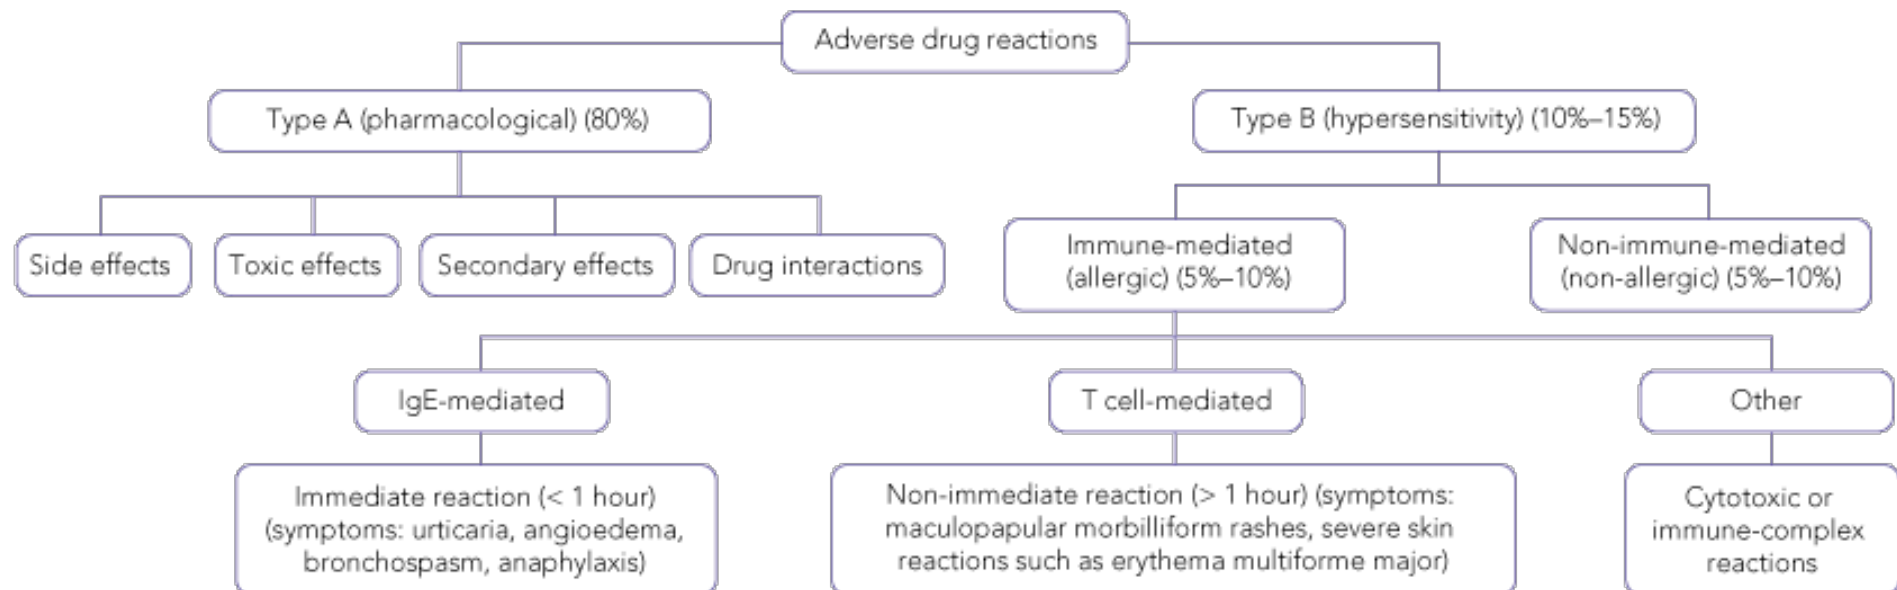 Adverse drug reactions
Type A (pharmacological) (80%)
Type B (hypersensitivity) (10%–15%)
Side effects
Toxic effects
Secondary effects
Drug interactions
Immune-mediated
(allergic) (5%–10%)
Non-immune-mediated
(non-allergic) (5%–10%)
IgE-mediated
T cell-mediated
Other
Immediate reaction (< 1 hour)
(symptoms: urticaria, angioedema,
bronchospasm, anaphylaxis)
Non-immediate reaction (> 1 hour) (symptoms:
maculopapular morbilliform rashes, severe skin
reactions such as erythema multiforme major)
Cytotoxic or
immune-complex
reactions